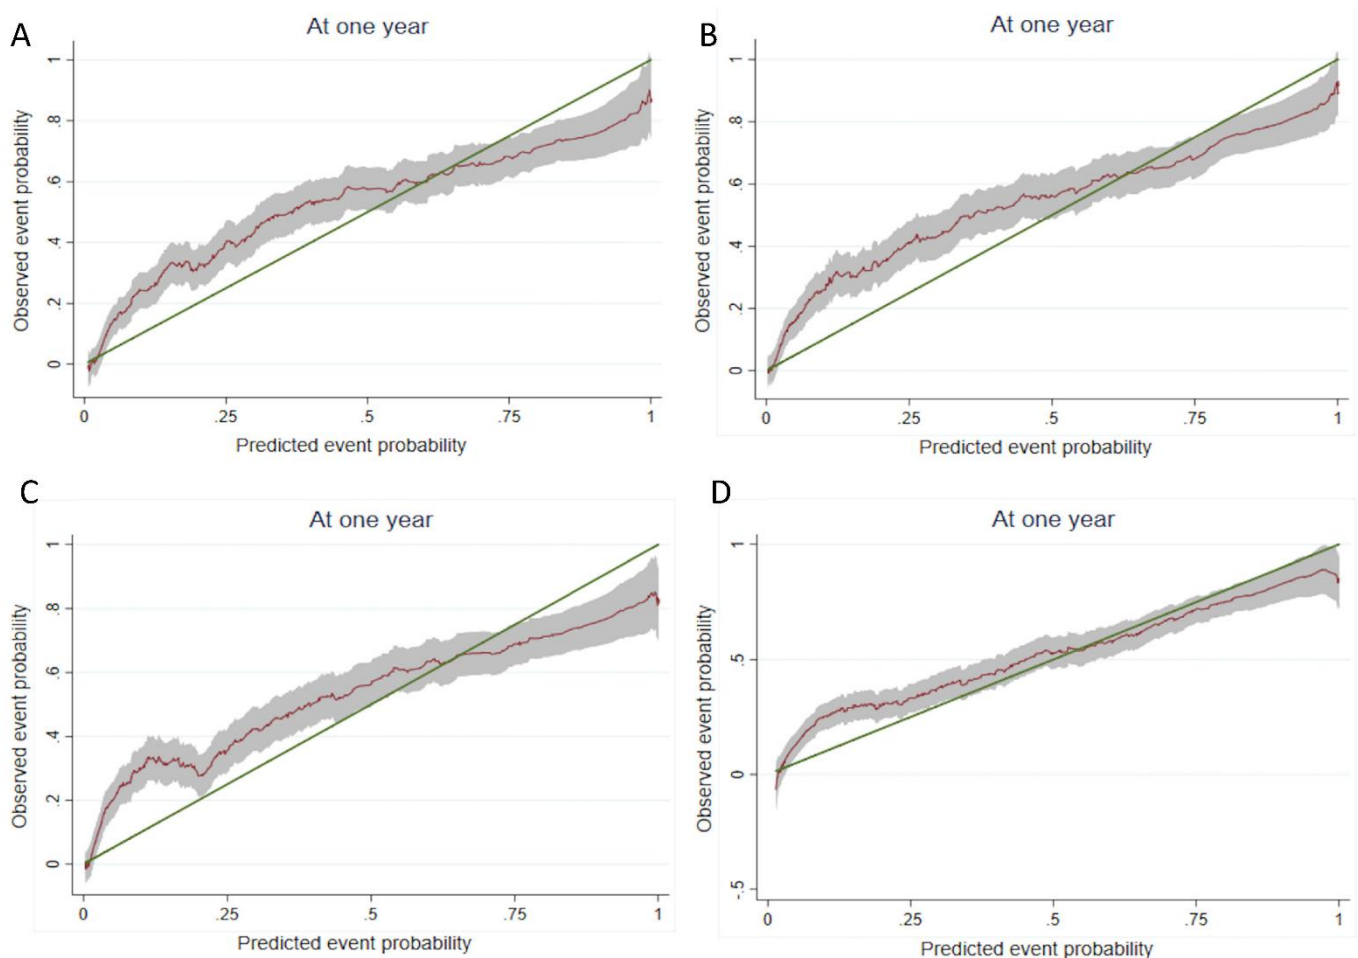 A
At one year
Observed event probability
1
.8
.6
.4
.2
0
0 .25 .5 .75 1
Predicted event probability
B
At one year
Observed event probability
1
.8
.6
.4
.2
0
0 .25 .5 .75 1
Predicted event probability
C
At one year
Observed event probability
1
.8
.6
.4
.2
0
0 .25 .5 .75 1
Predicted event probability
D
At one year
Observed event probability
1
.5
0
-.5
0 .25 .5 .75 1
Predicted event probability